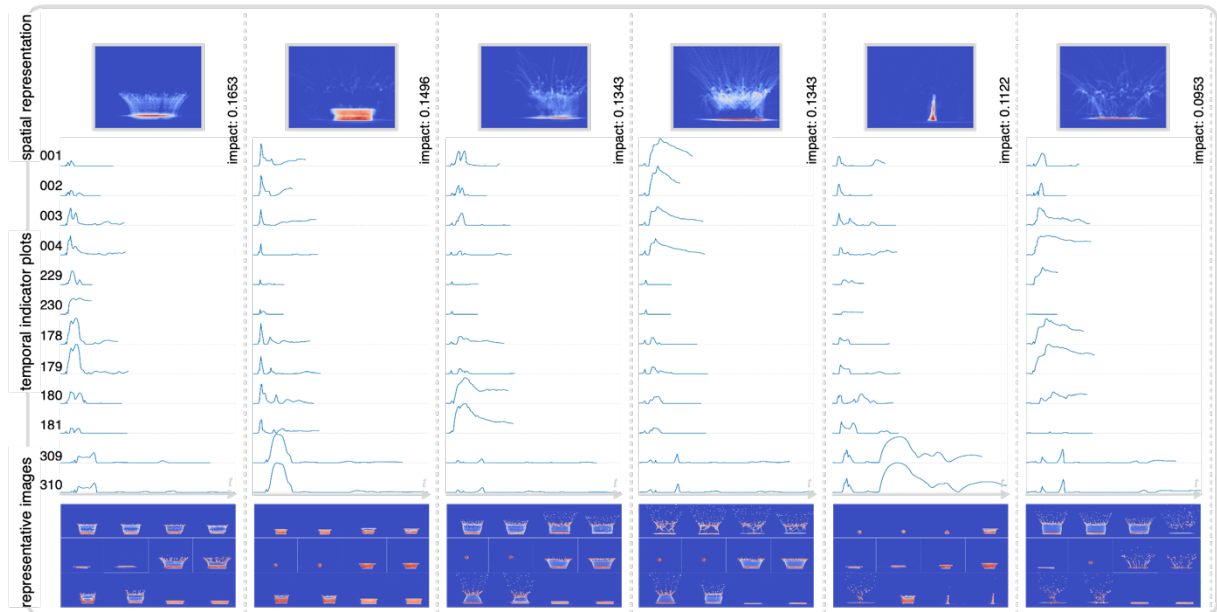 spatial representation
impact: 0.1653
impact: 0.1496
impact: 0.1343
impact: 0.1343
impact: 0.1122
impact: 0.0953
temporal indicator plots
001
002
003
004
229
230
178
179
180
181
309
310
t
t
t
t
t
t
representative images